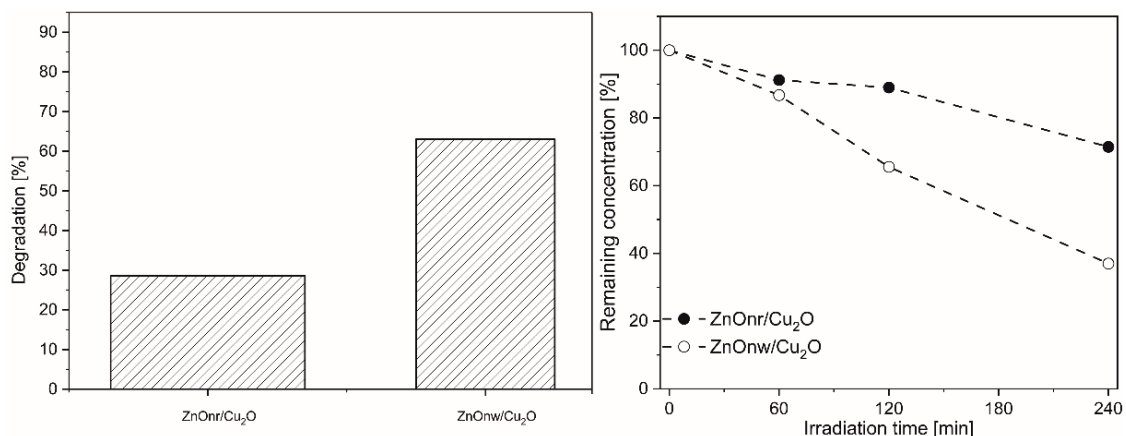 Degradation [%]
90
80
70
60
50
40
30
20
10
0
ZnOnr/Cu₂O
ZnOnw/Cu₂O
Remaining concentration [%]
100
80
60
40
20
0
ZnOnr/Cu₂O
ZnOnw/Cu₂O
0 60 120 180 240
Irradiation time [min]